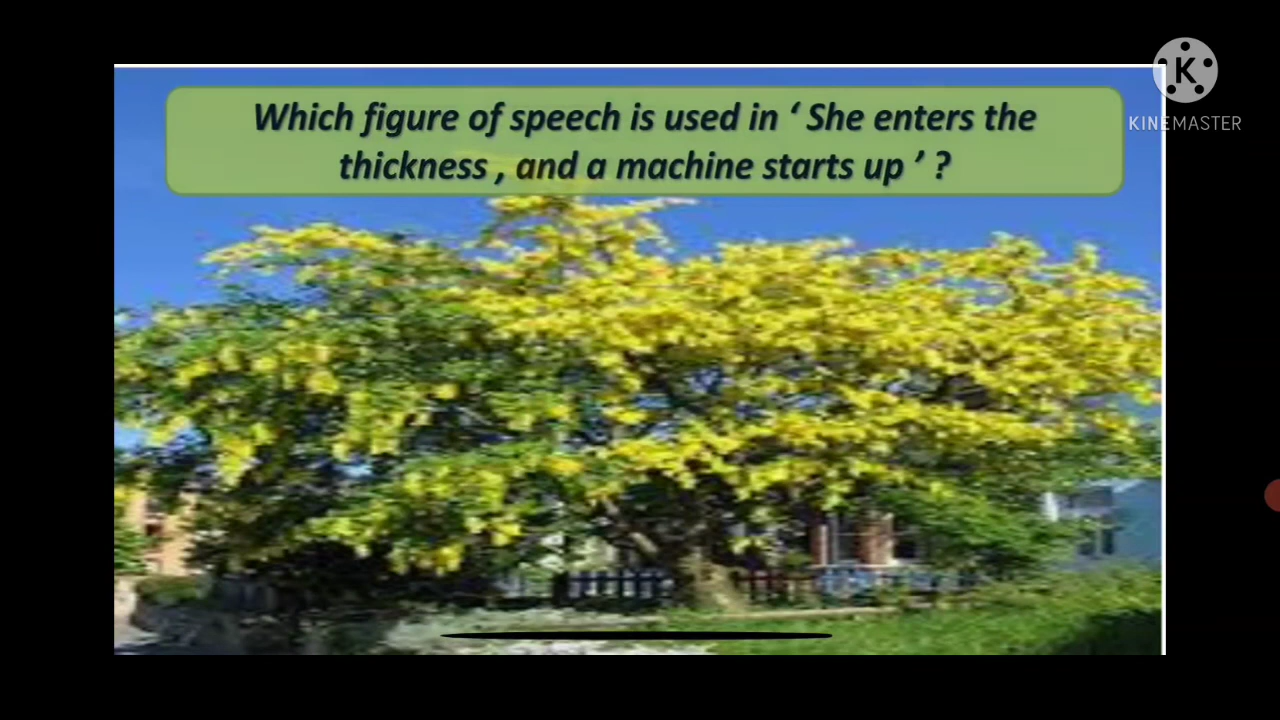 Which figure of speech is used in ‘ She enters the
thickness , and a machine starts up ’ ?
K
KINEMASTER